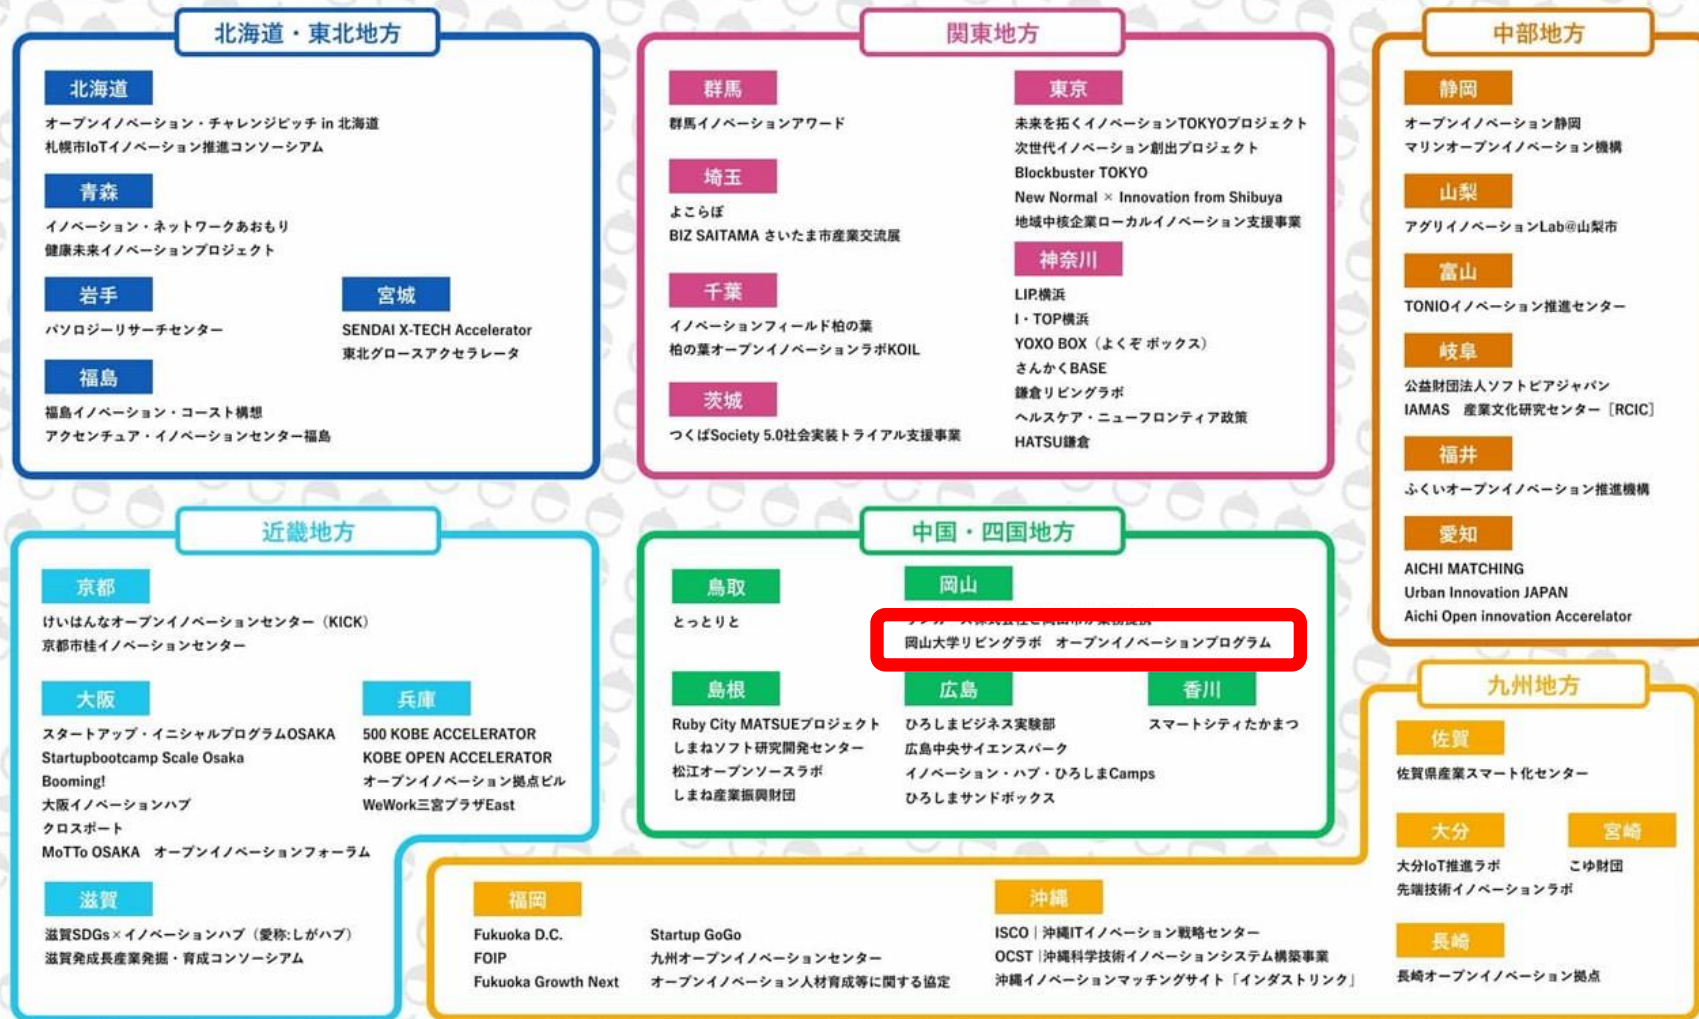 北海道・東北地方
北海道
オープンイノベーション・チャレンジピッチ in 北海道
札幌市IoTイノベーション推進コンソーシアム
青森
イノベーション・ネットワークあおもり
健康未来イノベーションプロジェクト
岩手
パソロジーリサーチセンター
宮城
SENDAI X-TECH Accelerator
東北グロースアクセラレータ
福島
福島イノベーション・コースト構想
アクセンチュア・イノベーションセンター福島
関東地方
群馬
群馬イノベーションアワード
埼玉
よこらぼ
BIZ SAITAMA さいたま市産業交流展
千葉
イノベーションフィールド柏の葉
柏の葉オープンイノベーションラボKOIL
茨城
つくばSociety 5.0社会実装トライアル支援事業
東京
未来を拓くイノベーションTOKYOプロジェクト
次世代イノベーション創出プロジェクト
Blockbuster TOKYO
New Normal × Innovation from Shibuya
地域中核企業ローカルイノベーション支援事業
神奈川
LIP.横浜
I・TOP横浜
YOXO BOX（よくぞ ボックス）
さんかくBASE
鎌倉リビングラボ
ヘルスケア・ニューフロンティア政策
HATSU鎌倉
中部地方
静岡
オープンイノベーション静岡
マリンオープンイノベーション機構
山梨
アグリイノベーションLab@山梨市
富山
TONIOイノベーション推進センター
岐阜
公益財団法人ソフトピアジャパン
IAMAS　産業文化研究センター［RCIC］
福井
ふくいオープンイノベーション推進機構
愛知
AICHI MATCHING
Urban Innovation JAPAN
Aichi Open innovation Accerelator
近畿地方
京都
けいはんなオープンイノベーションセンター（KICK）
京都市桂イノベーションセンター
大阪
スタートアップ・イニシャルプログラムOSAKA
Startupbootcamp Scale Osaka
Booming!
大阪イノベーションハブ
クロスポート
MoTTo OSAKA　オープンイノベーションフォーラム
兵庫
500 KOBE ACCELERATOR
KOBE OPEN ACCELERATOR
オープンイノベーション拠点ビル
WeWork三宮プラザEast
滋賀
滋賀SDGs×イノベーションハブ（愛称:しがハブ）
滋賀発成長産業発掘・育成コンソーシアム
中国・四国地方
鳥取
とっとりと
岡山
岡山大学リビングラボ　オープンイノベーションプログラム
島根
Ruby City MATSUEプロジェクト
しまねソフト研究開発センター
松江オープンソースラボ
しまね産業振興財団
広島
ひろしまビジネス実験部
広島中央サイエンスパーク
イノベーション・ハブ・ひろしまCamps
ひろしまサンドボックス
香川
スマートシティたかまつ
九州地方
佐賀
佐賀県産業スマート化センター
大分
大分IoT推進ラボ
先端技術イノベーションラボ
宮崎
こゆ財団
長崎
長崎オープンイノベーション拠点
福岡
Fukuoka D.C.
FOIP
Fukuoka Growth Next
Startup GoGo
九州オープンイノベーションセンター
オープンイノベーション人材育成等に関する協定
沖縄
ISCO｜沖縄ITイノベーション戦略センター
OCST｜沖縄科学技術イノベーションシステム構築事業
沖縄イノベーションマッチングサイト「インダストリンク」